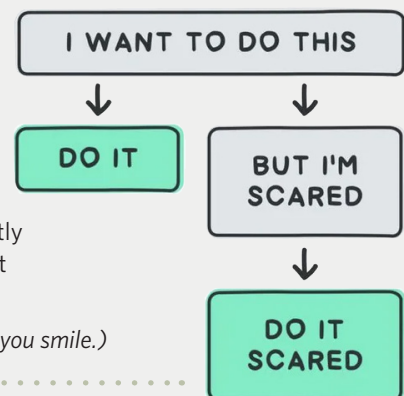 I WANT TO DO THIS
DO IT
BUT I'M
SCARED
tly
t
you smile.)
DO IT
SCARED